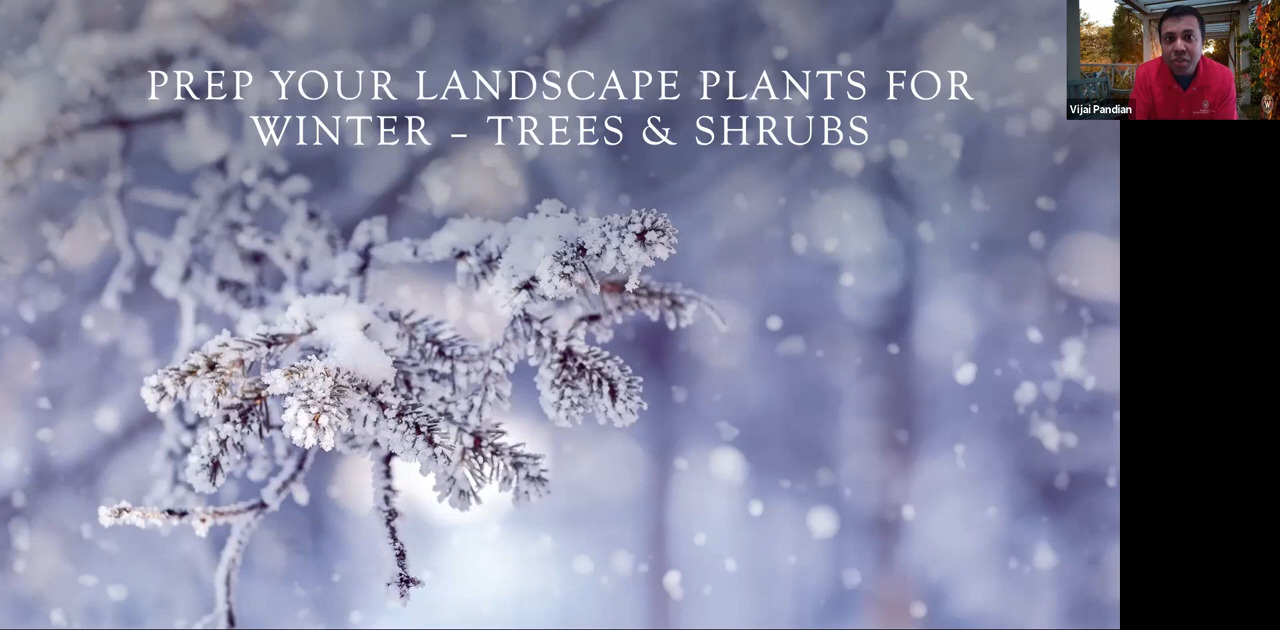 PREP YOUR LANDSCAPE PLANTS FOR
WINTER – TREES & SHRUBS
Vijai Pandian